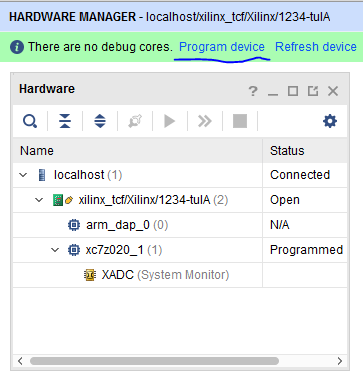 HARDWARE MANAGER - localhost/xilinx_tcf/Xilinx/1234-tulA
There are no debug cores. Program device Refresh device
Hardware
Name Status
localhost (1) Connected
xilinx_tcf/Xilinx/1234-tulA (2) Open
arm_dap_0 (0) N/A
xc7z020_1 (1) Programmed
XADC (System Monitor)